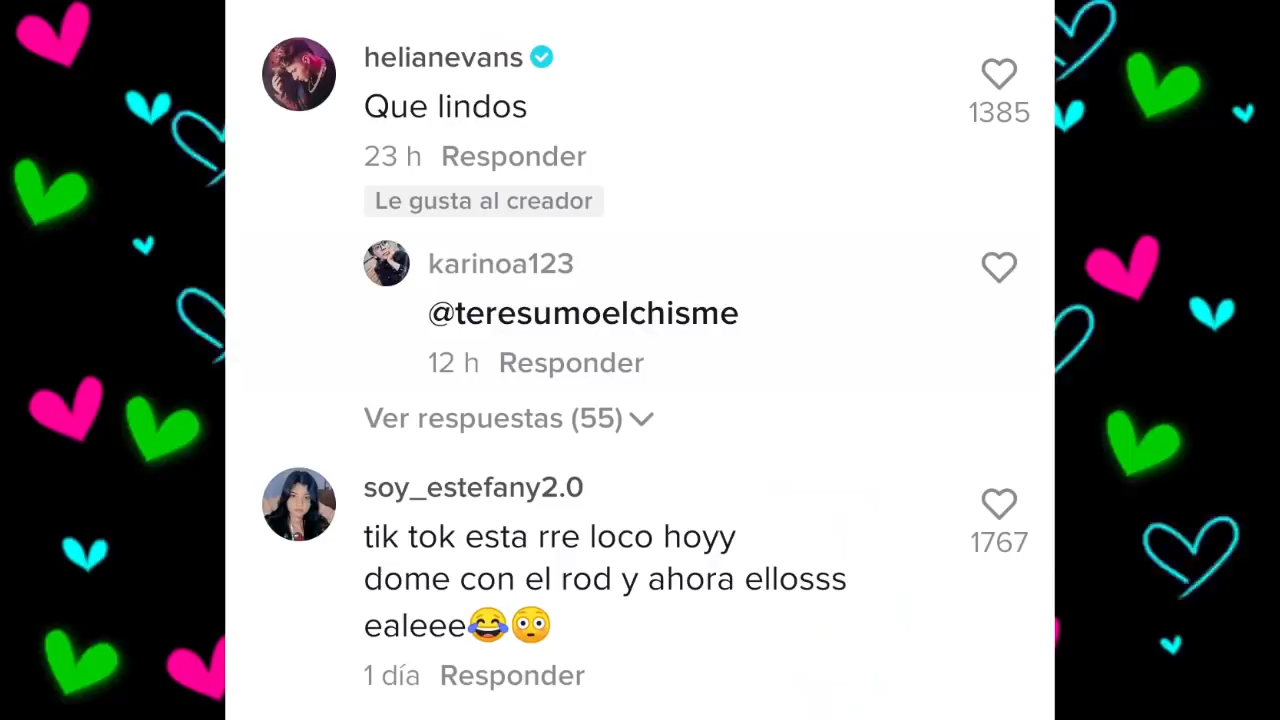 helianevans
Que lindos
1385
23 h Responder
Le gusta al creador
karinoa123
@teresumoelchisme
12 h Responder
Ver respuestas (55)
soy_estefany2.0
tik tok esta rre loco hoyy
1767
dome con el rod y ahora ellosss
ealeee😂😳
1 día Responder